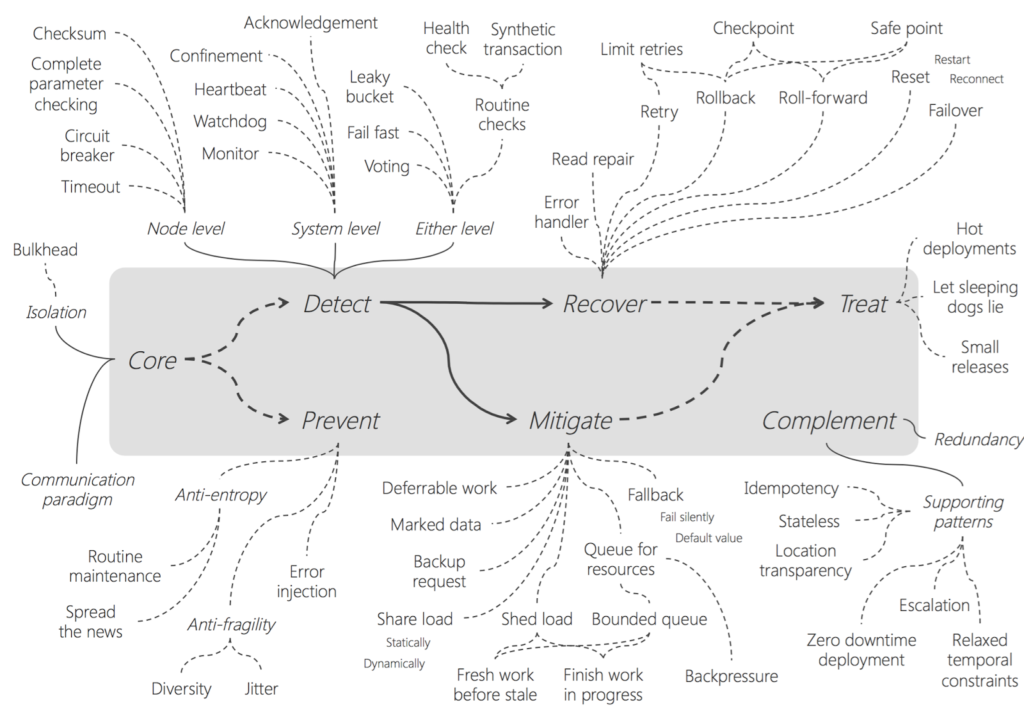 Checksum
Complete
parameter
checking
Circuit
breaker
Timeout
Node level
Acknowledgement
Confinement
Heartbeat
Watchdog
Monitor
System level
Health
check
Synthetic
transaction
Leaky
bucket
Routine
checks
Fail fast
Voting
Either level
Limit retries
Retry
Read repair
Error
handler
Checkpoint
Safe point
Rollback
Roll-forward
Reset
Restart
Reconnect
Failover
Bulkhead
Isolation
Core
Communication
paradigm
Detect
Recover
Treat
Hot
deployments
Let sleeping
dogs lie
Small
releases
Prevent
Mitigate
Complement
Redundancy
Anti-entropy
Routine
maintenance
Spread
the news
Error
injection
Anti-fragility
Diversity
Jitter
Deferrable work
Marked data
Backup
request
Share load
Statically
Dynamically
Shed load
Fallback
Fail silently
Default value
Queue for
resources
Bounded queue
Fresh work
before stale
Finish work
in progress
Backpressure
Idempotency
Stateless
Location
transparency
Supporting
patterns
Escalation
Zero downtime
deployment
Relaxed
temporal
constraints